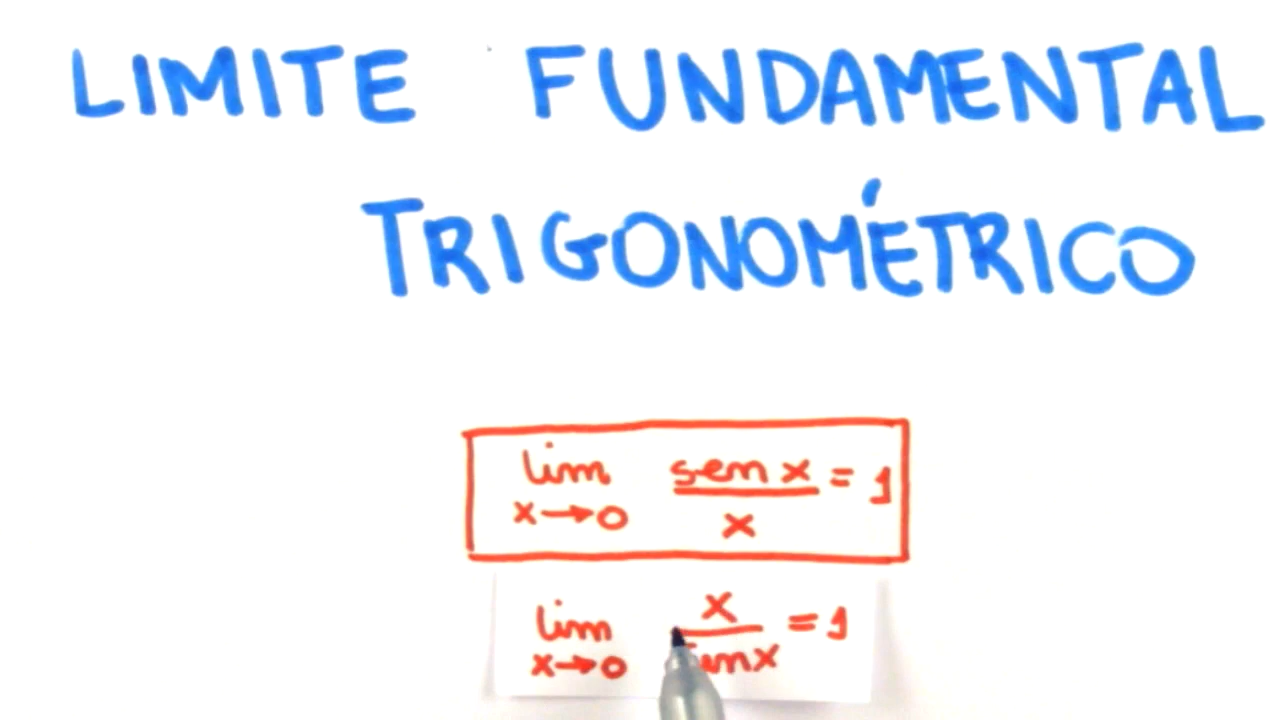 LIMITE FUNDAMENTAL
TRIGONOMÉTRICO
lim sen x = 1
x→0 x
lim x = 1
x→0